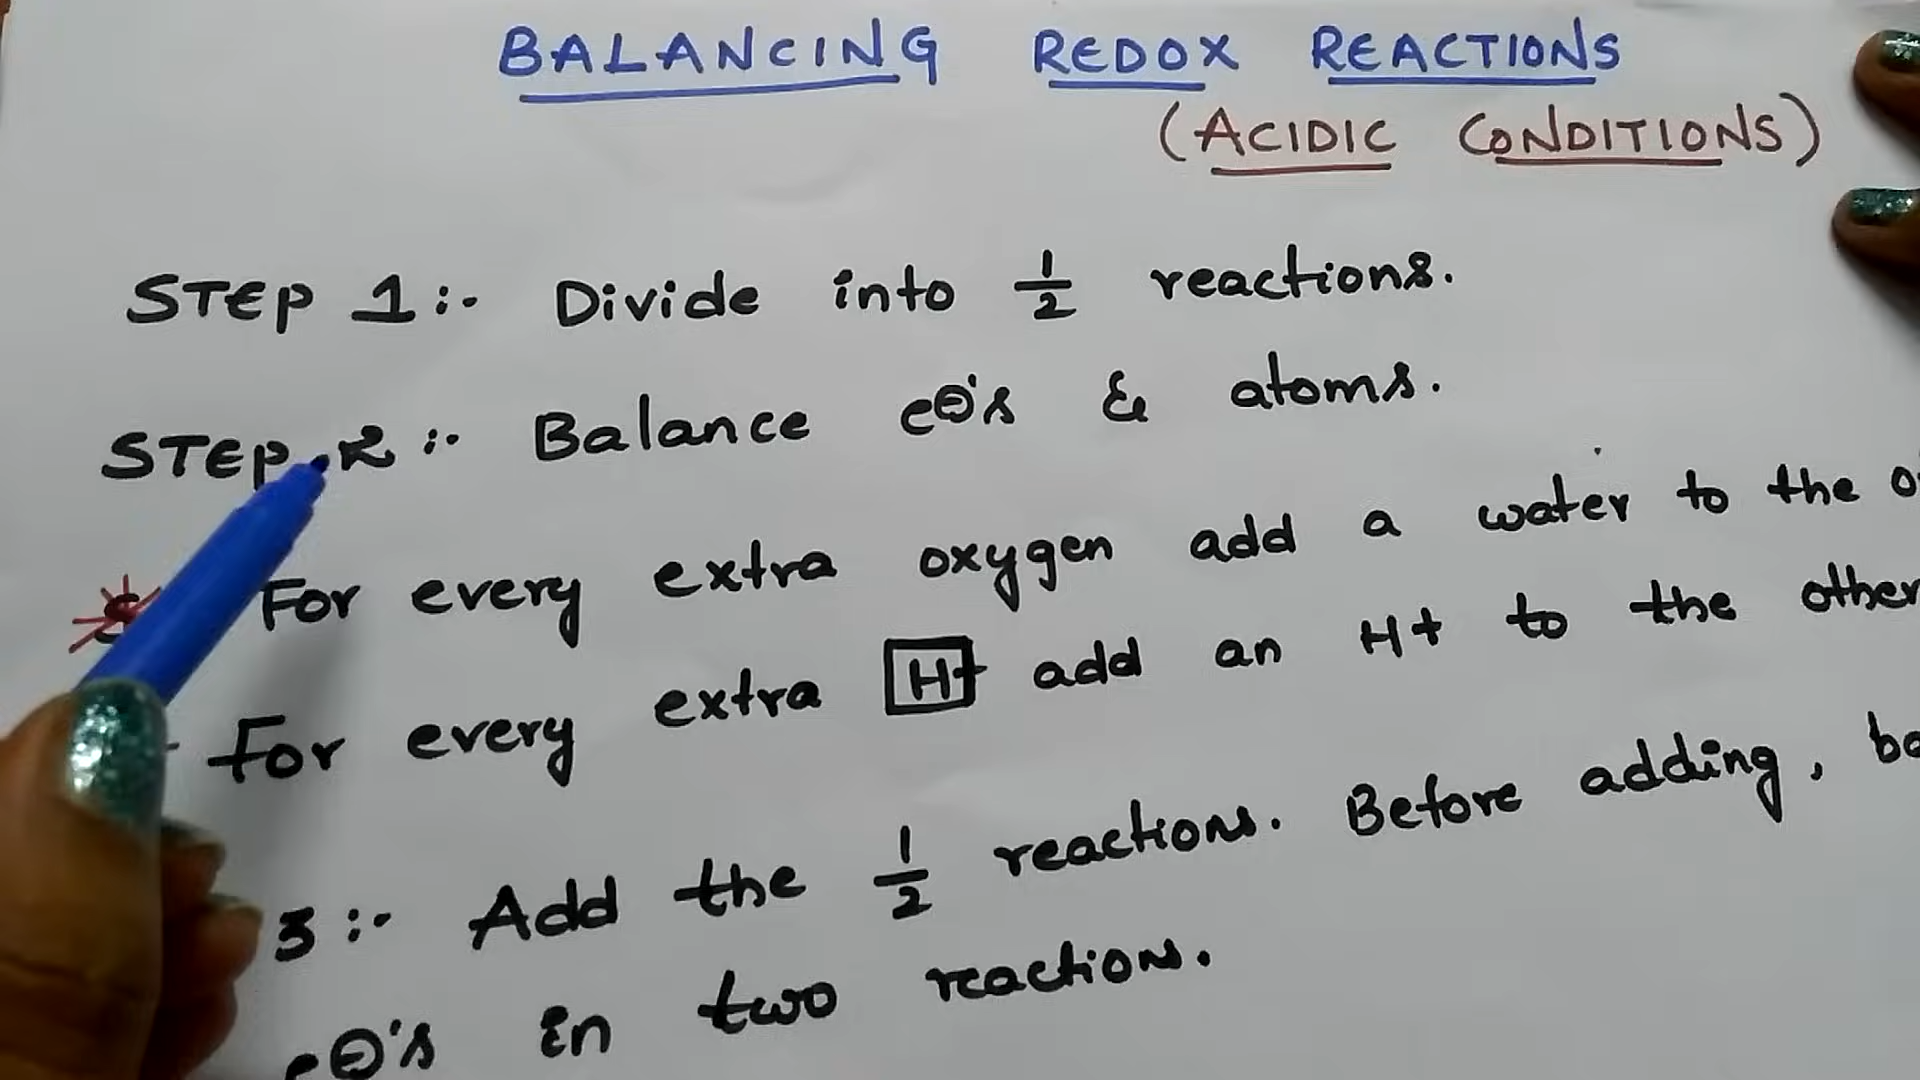 BALANCING REDOX REACTIONS
(ACIDIC CONDITIONS)
STEP 1:- Divide into 1/2 reactions.
STEP 2:- Balance e⊖'s & atoms.
For every extra oxygen add a water to the
For every extra H+ add an H+ to the other
3:- Add the 1/2 reactions. Before adding,
e⊖'s in two reactions.